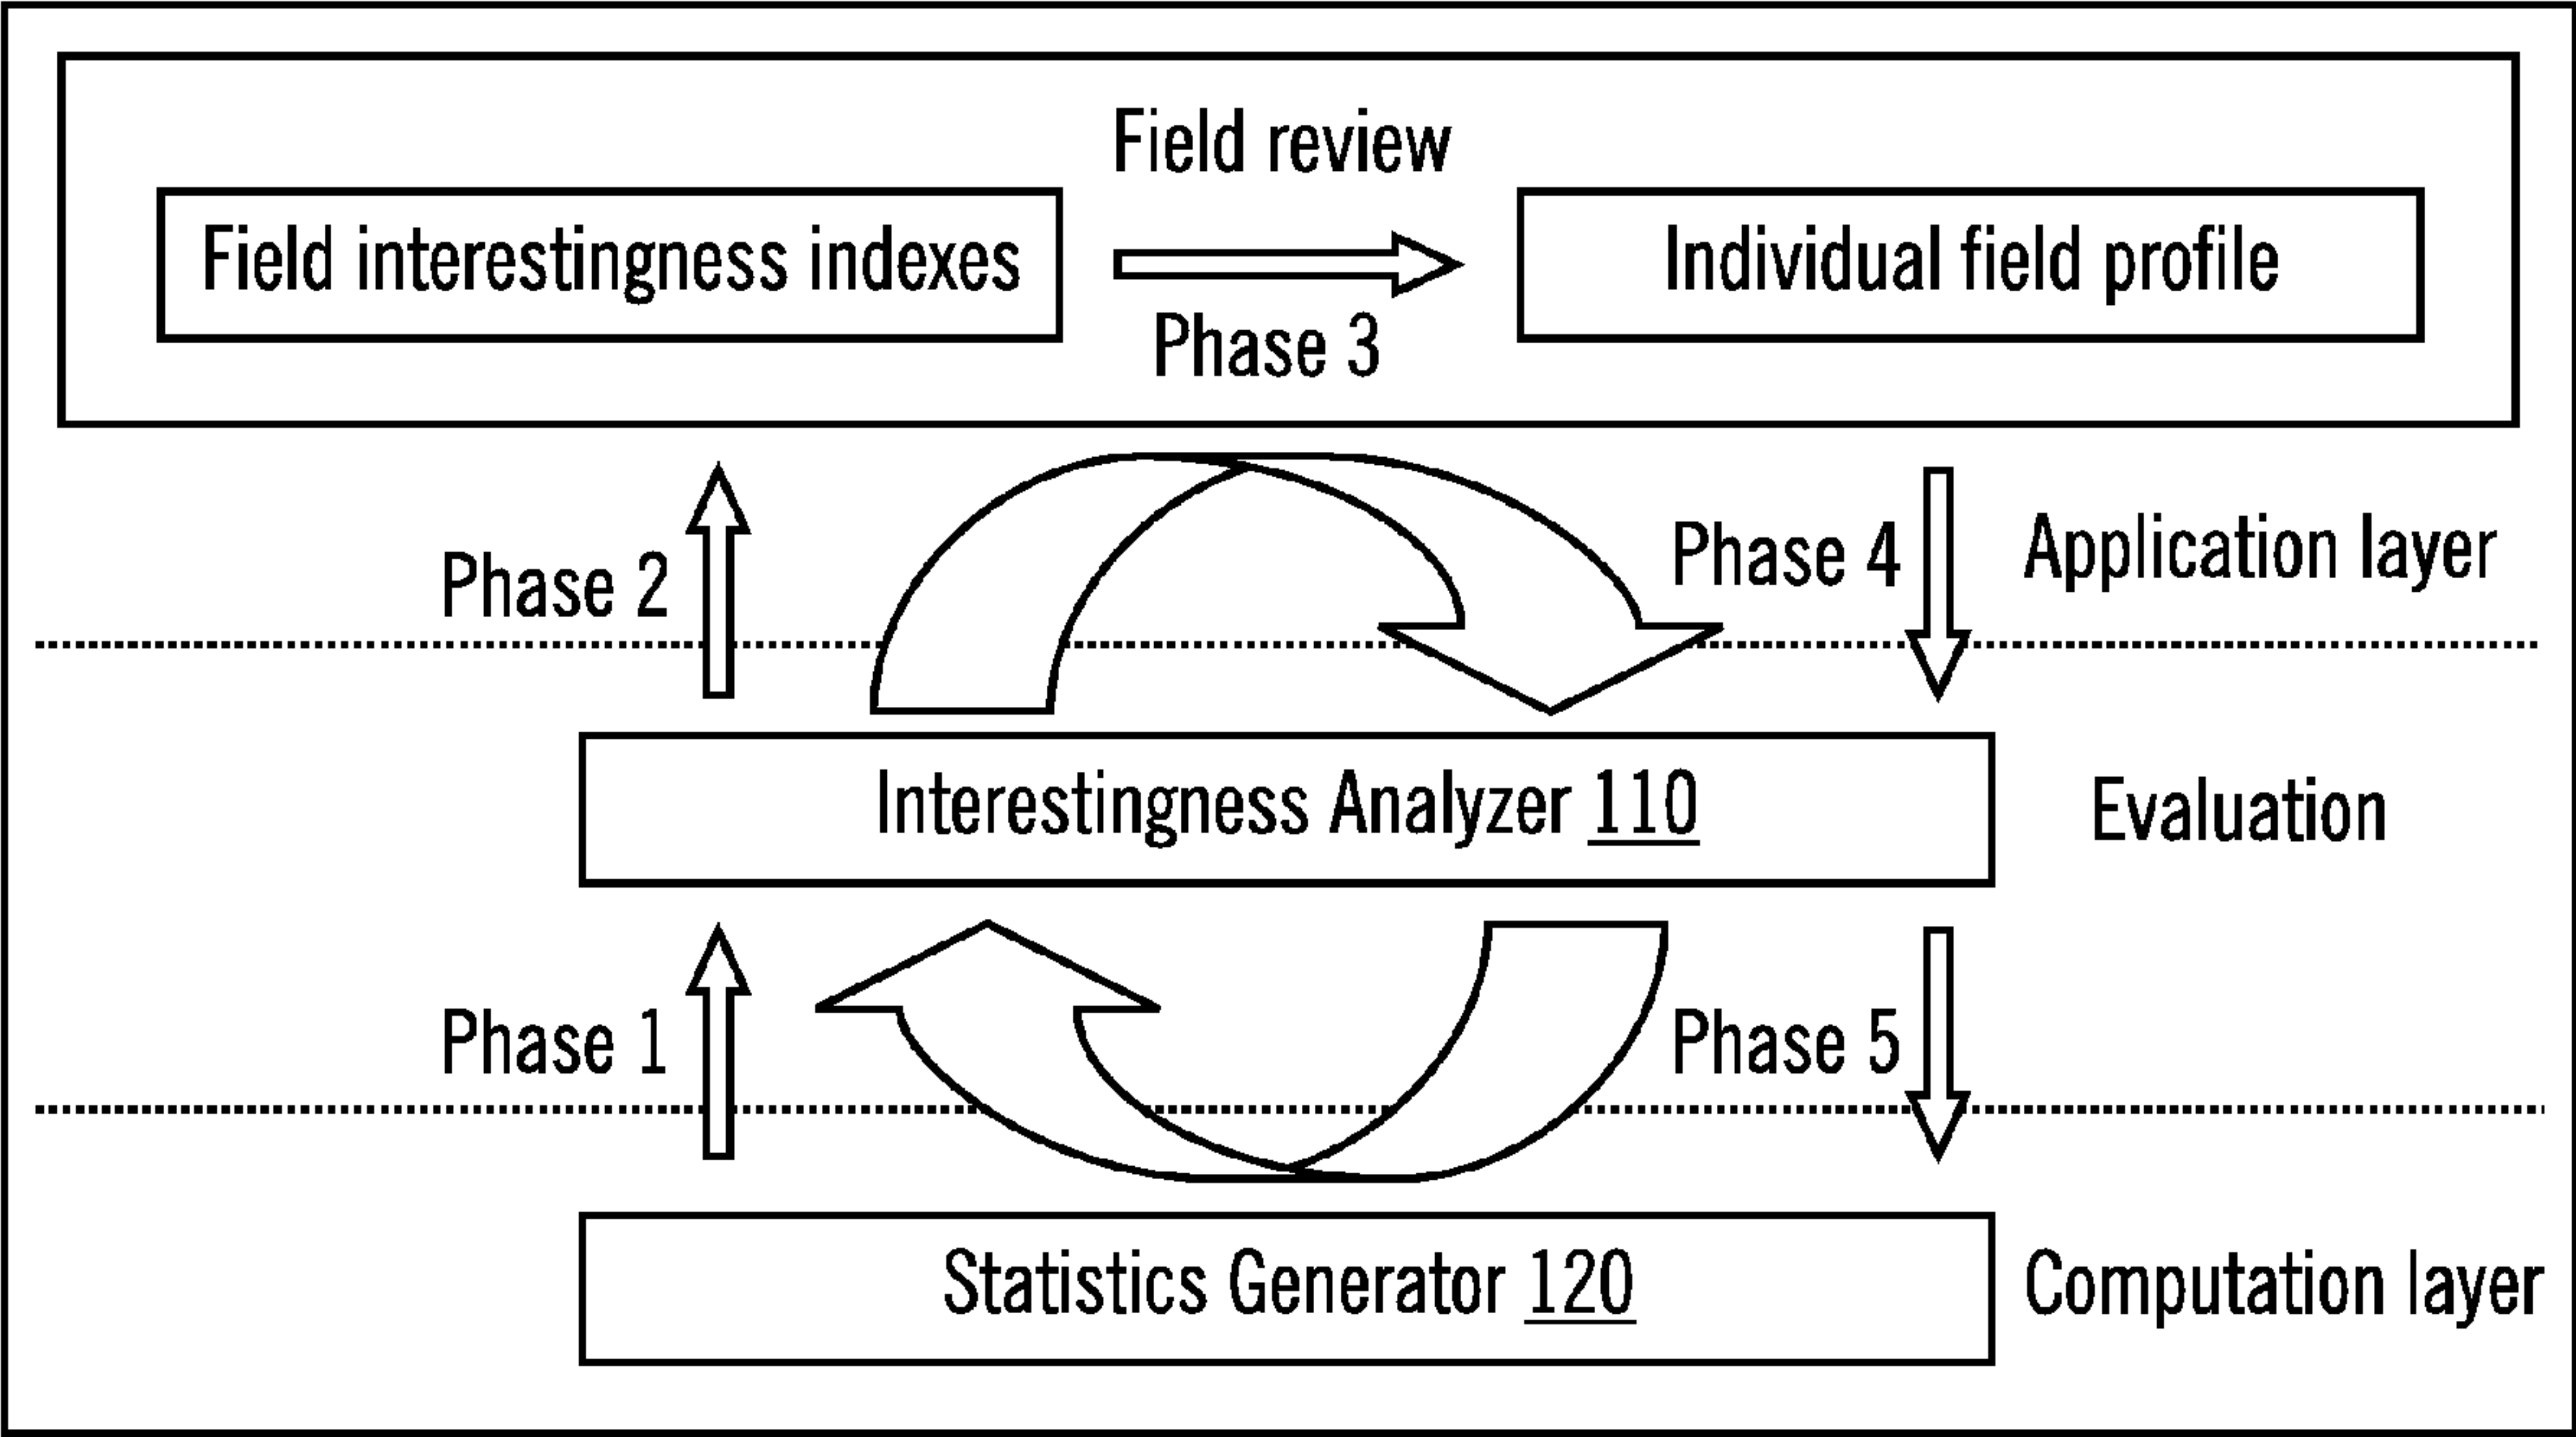 Field review
Field interestingness indexes
Individual field profile
Phase 3
Phase 2
Phase 4
Application layer
Interestingness Analyzer 110
Evaluation
Phase 1
Phase 5
Statistics Generator 120
Computation layer